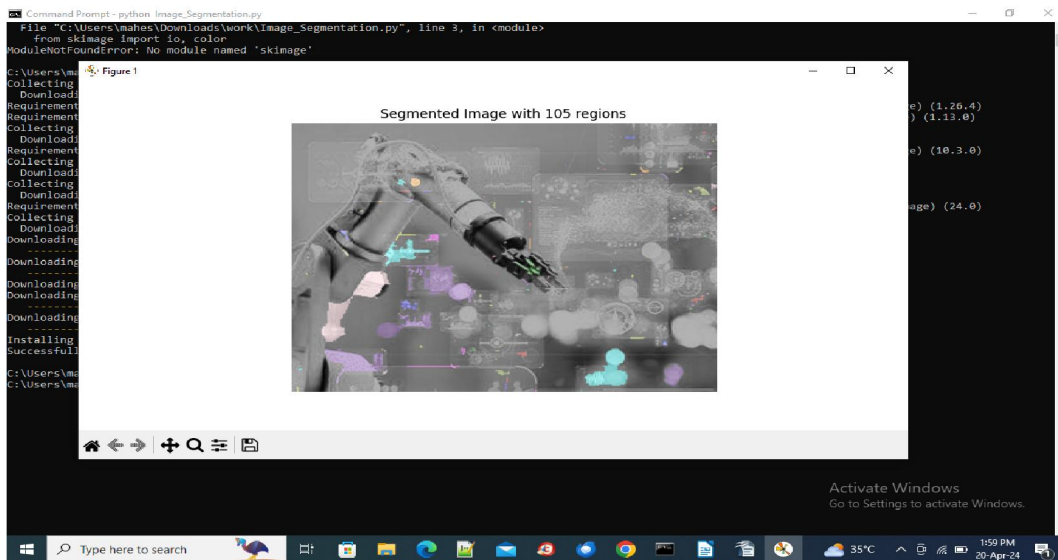 Command Prompt - python Image_Segmentation.py
File "C:\Users\mahes\Downloads\work\Image_Segmentation.py", line 3, in <module>
from skimage import io, color
ModuleNotFoundError: No module named 'skimage'
C:\Users\ma
Collecting
Downloadi
Requirement e) (1.26.4)
Requirement ) (1.13.0)
Collecting
Downloadi
Requirement e) (10.3.0)
Collecting
Downloadi
Collecting
Downloadi
Requirement age) (24.0)
Collecting
Downloadi
Downloading
Downloading
Downloading
Downloading
Downloading
Installing
Successfull
C:\Users\ma
C:\Users\ma
Figure 1
Segmented Image with 105 regions
Activate Windows
Go to Settings to activate Windows.
Type here to search
35°C
1:59 PM
20-Apr-24